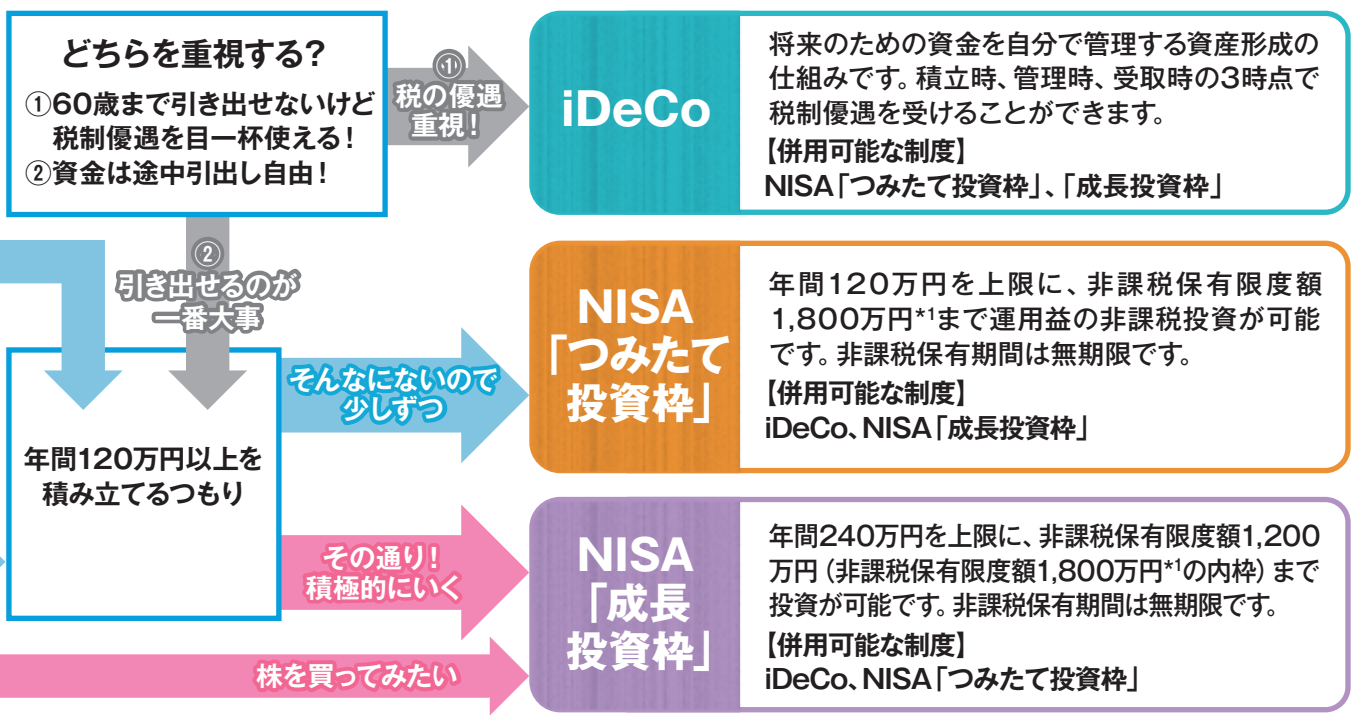 どちらを重視する?
①60歳まで引き出せないけど
税制優遇を目一杯使える!
②資金は途中引出し自由!
①
税の優遇
重視!
iDeCo
将来のための資金を自分で管理する資産形成の
仕組みです。積立時、管理時、受取時の3時点で
税制優遇を受けることができます。
【併用可能な制度】
NISA「つみたて投資枠」、「成長投資枠」
②
引き出せるのが
一番大事
年間120万円以上を
積み立てるつもり
そんなにないので
少しずつ
NISA
「つみたて
投資枠」
年間120万円を上限に、非課税保有限度額
1,800万円*1まで運用益の非課税投資が可能
です。非課税保有期間は無期限です。
【併用可能な制度】
iDeCo、NISA「成長投資枠」
その通り!
積極的にいく
株を買ってみたい
NISA
「成長
投資枠」
年間240万円を上限に、非課税保有限度額1,200
万円(非課税保有限度額1,800万円*1の内枠)まで
投資が可能です。非課税保有期間は無期限です。
【併用可能な制度】
iDeCo、NISA「つみたて投資枠」